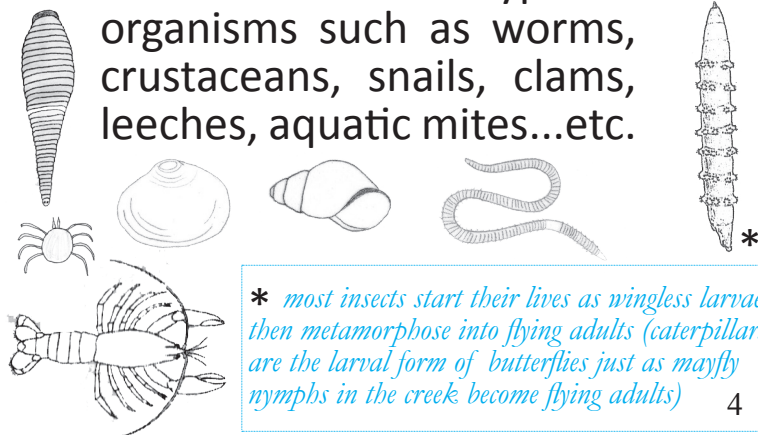 organisms such as worms,
crustaceans, snails, clams,
leeches, aquatic mites...etc.
*
* most insects start their lives as wingless larvae
then metamorphose into flying adults (caterpillar
are the larval form of butterflies just as mayfly
nymphs in the creek become flying adults)
4